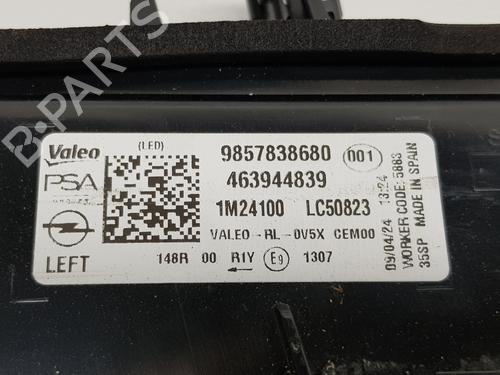 Valeo
(LED)
PSA
LEFT
9857838680 001
463944839
1M24100 LC50823
VALEO-RL-0V5X CEM00
148R 00 R1Y E9 1307
09/04/24 13:24
WORKER CODE: 5883
35SP MADE IN SPAIN
B-PARTS